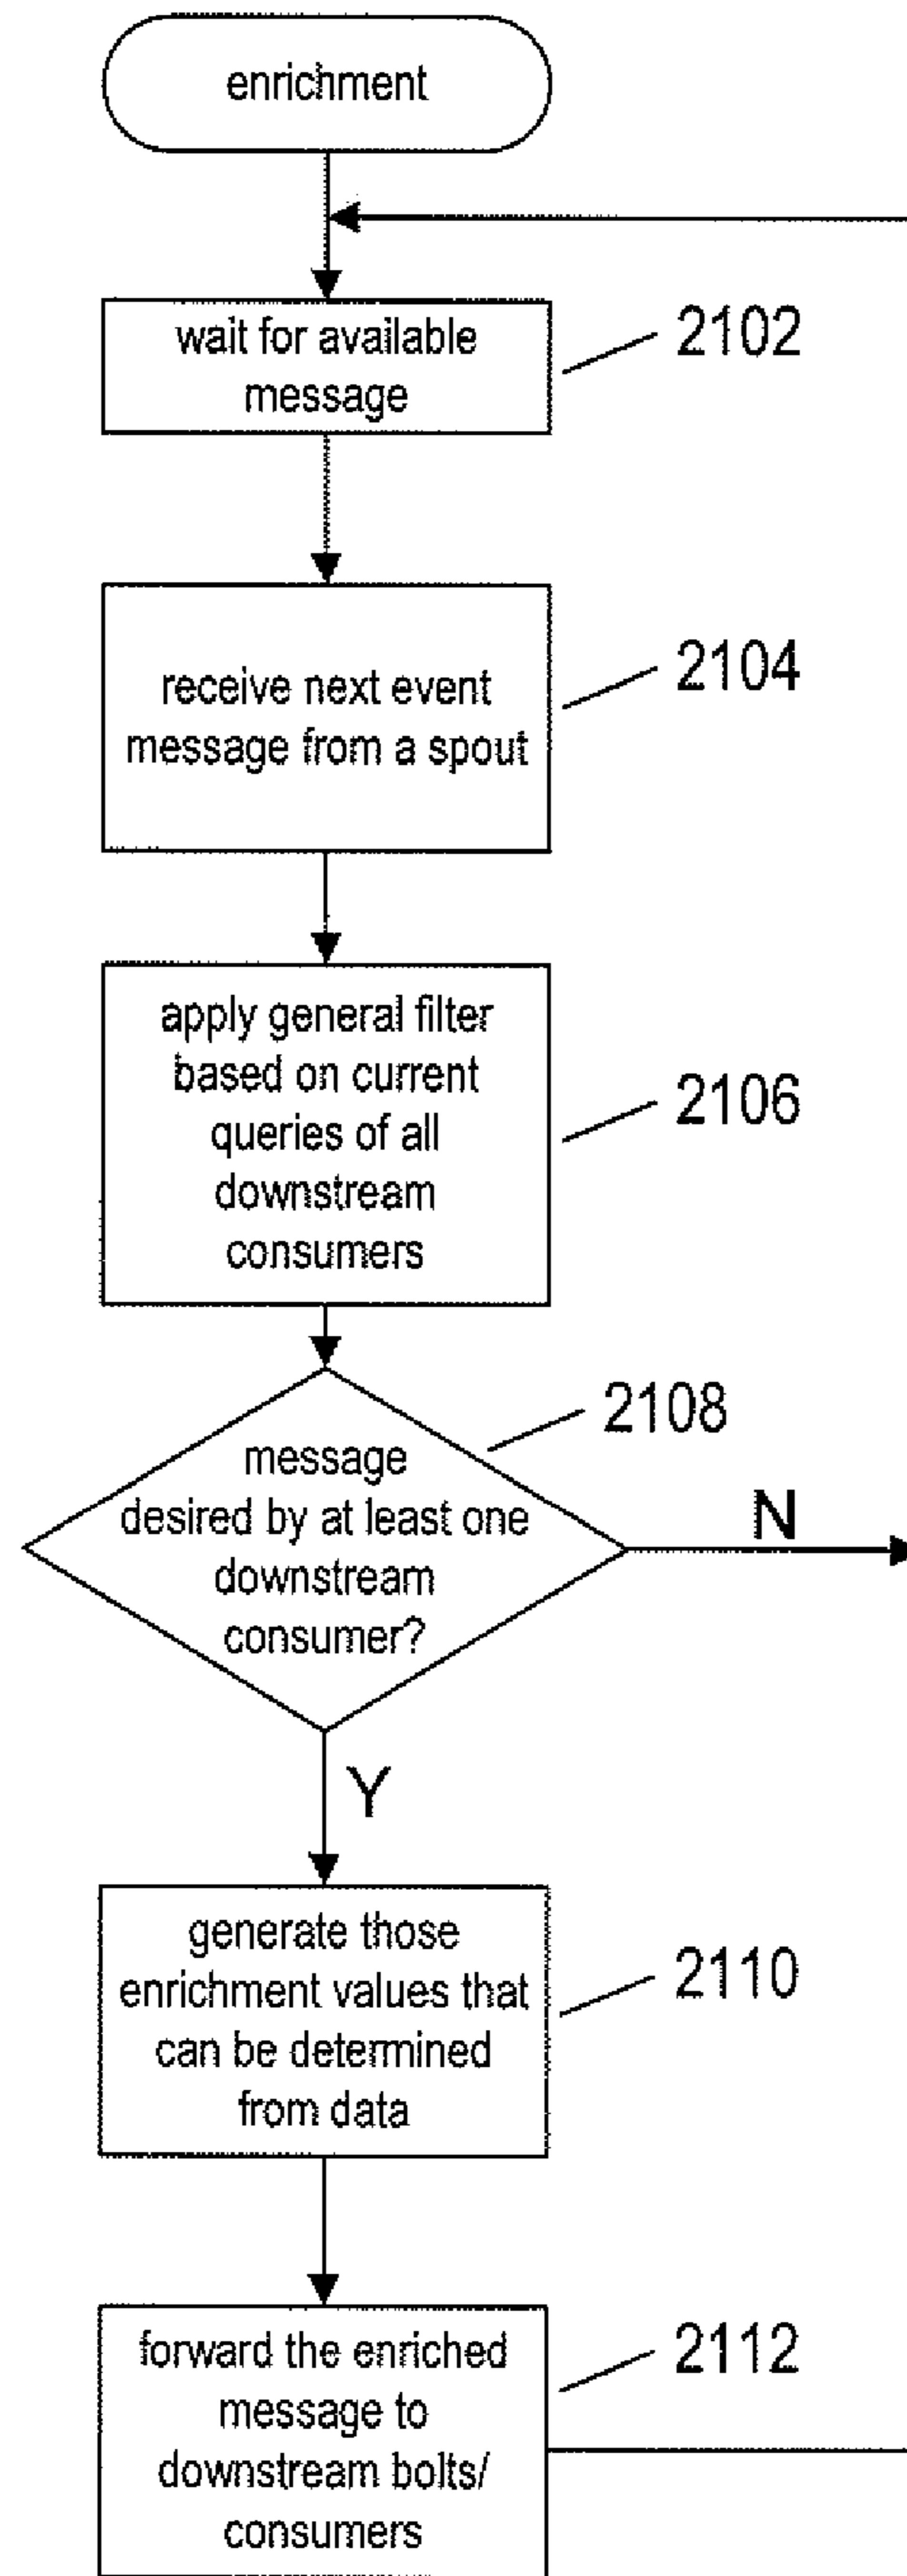 enrichment
wait for available
message
2102
receive next event
message from a spout
2104
apply general filter
based on current
queries of all
downstream
consumers
2106
message
desired by at least one
downstream
consumer?
2108
N
Y
generate those
enrichment values that
can be determined
from data
2110
forward the enriched
message to
downstream bolts/
consumers
2112